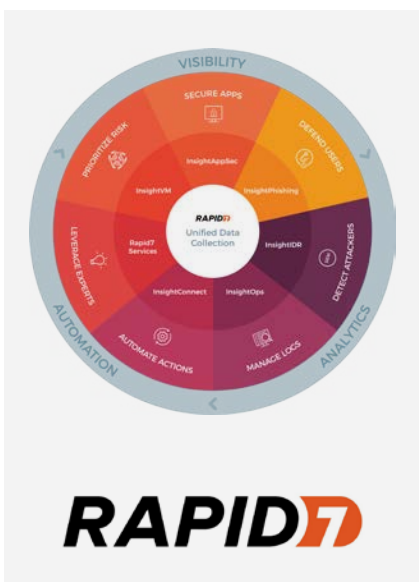 VISIBILITY
SECURE APPS
PRIORITIZE RISK
DEFEND USERS
InsightAppSec
InsightVM
InsightPhishing
RAPID7
Unified Data
Collection
LEVERAGE EXPERTS
Rapid7
Services
InsightIDR
DETECT ATTACKERS
InsightConnect
InsightOps
AUTOMATE ACTIONS
MANAGE LOGS
AUTOMATION
ANALYTICS
RAPID7